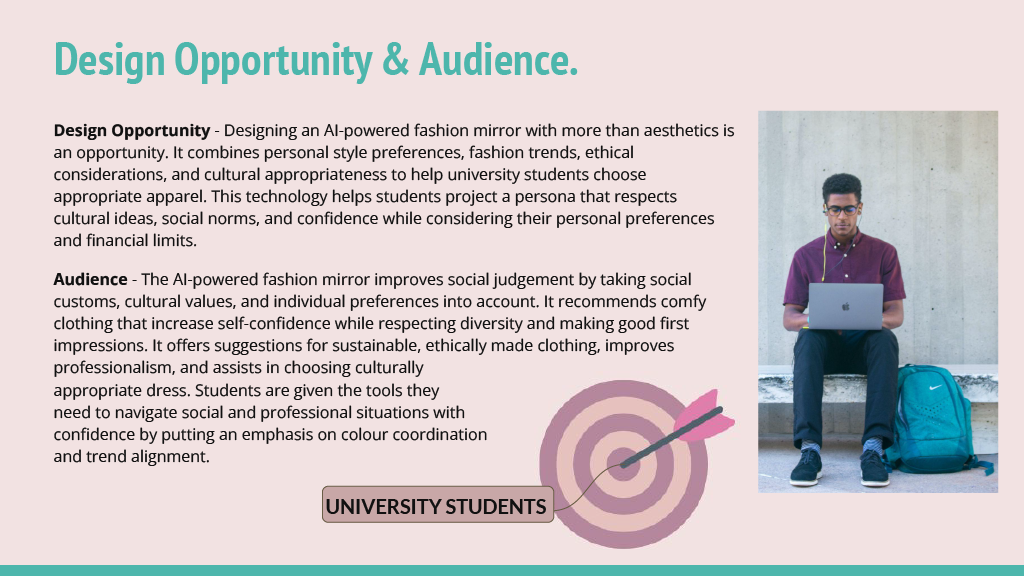 Design Opportunity & Audience.
Design Opportunity - Designing an AI-powered fashion mirror with more than aesthetics is
an opportunity. It combines personal style preferences, fashion trends, ethical
considerations, and cultural appropriateness to help university students choose
appropriate apparel. This technology helps students project a persona that respects
cultural ideas, social norms, and confidence while considering their personal preferences
and financial limits.
Audience - The AI-powered fashion mirror improves social judgement by taking social
customs, cultural values, and individual preferences into account. It recommends comfy
clothing that increase self-confidence while respecting diversity and making good first
impressions. It offers suggestions for sustainable, ethically made clothing, improves
professionalism, and assists in choosing culturally
appropriate dress. Students are given the tools they
need to navigate social and professional situations with
confidence by putting an emphasis on colour coordination
and trend alignment.
UNIVERSITY STUDENTS